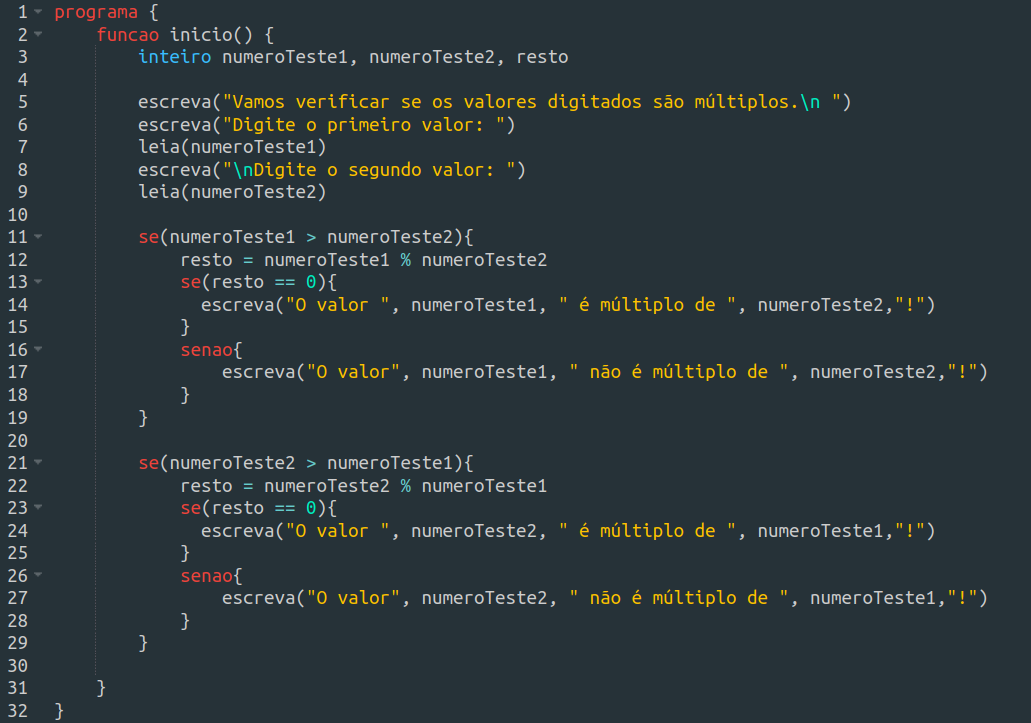 1 programa {
2 funcao inicio() {
3 inteiro numeroTeste1, numeroTeste2, resto
4
5 escreva("Vamos verificar se os valores digitados são múltiplos.\n ")
6 escreva("Digite o primeiro valor: ")
7 leia(numeroTeste1)
8 escreva("\nDigite o segundo valor: ")
9 leia(numeroTeste2)
10
11 se(numeroTeste1 > numeroTeste2){
12 resto = numeroTeste1 % numeroTeste2
13 se(resto == 0){
14 escreva("O valor ", numeroTeste1, " é múltiplo de ", numeroTeste2,"!")
15 }
16 senao{
17 escreva("O valor", numeroTeste1, " não é múltiplo de ", numeroTeste2,"!")
18 }
19 }
20
21 se(numeroTeste2 > numeroTeste1){
22 resto = numeroTeste2 % numeroTeste1
23 se(resto == 0){
24 escreva("O valor ", numeroTeste2, " é múltiplo de ", numeroTeste1,"!")
25 }
26 senao{
27 escreva("O valor", numeroTeste2, " não é múltiplo de ", numeroTeste1,"!")
28 }
29 }
30
31 }
32 }